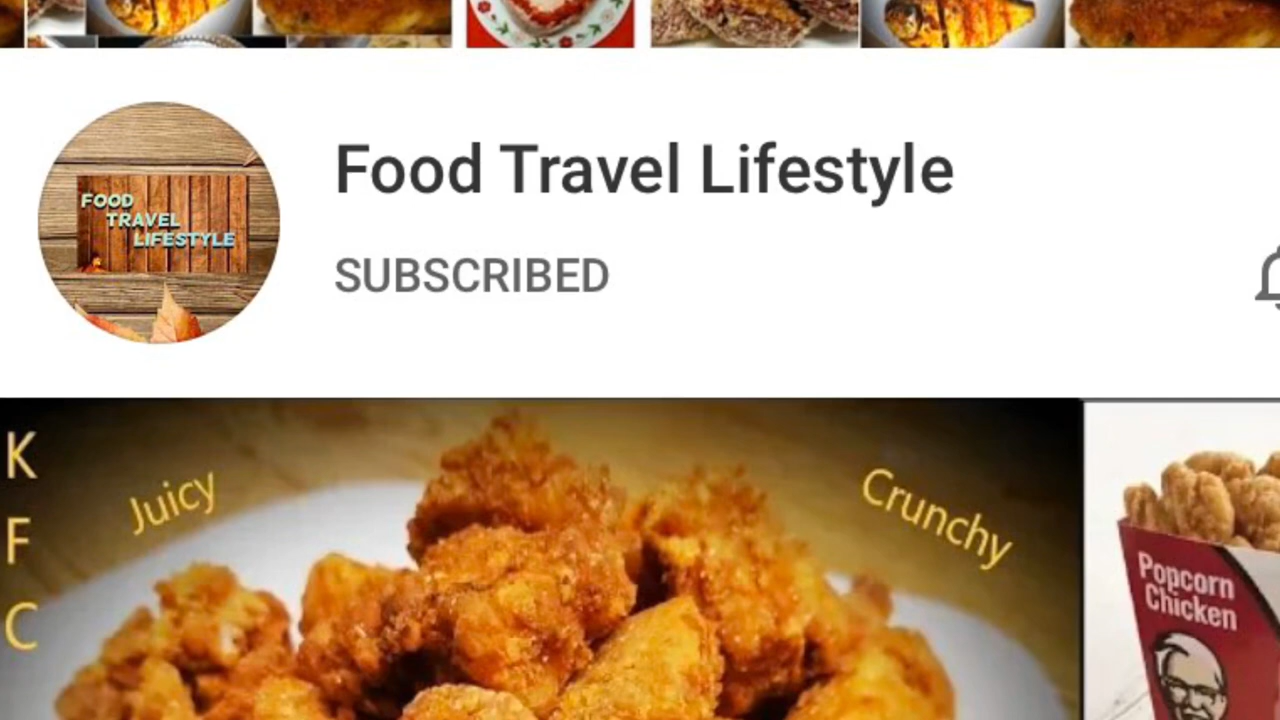 Food Travel Lifestyle
SUBSCRIBED
FOOD
TRAVEL
LIFESTYLE
K
F
C
Juicy
Crunchy
Popcorn
Chicken